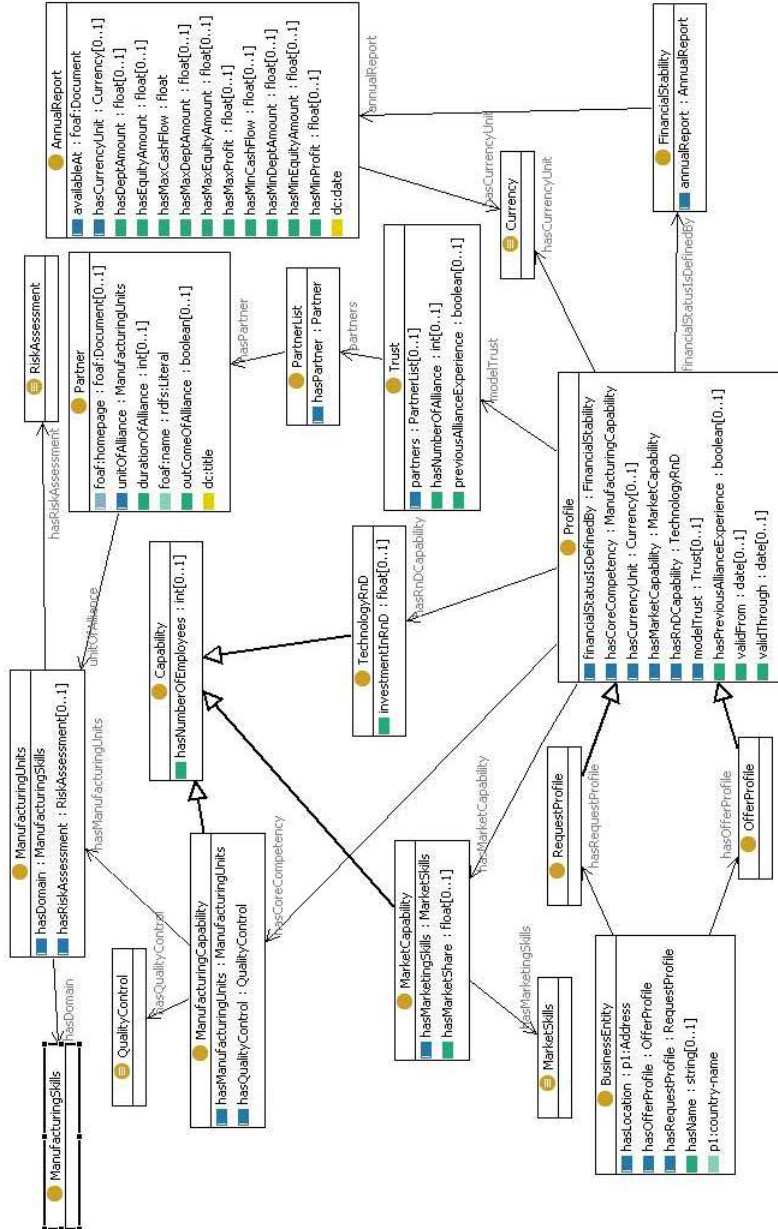 ManufacturingSkills
hasDomain
ManufacturingUnits
hasDomain : ManufacturingSkills
hasRiskAssessment : RiskAssessment[0..1]
hasRiskAssessment
RiskAssessment
unitOfAlliance
Partner
foaf:homepage : foaf:Document[0..1]
unitOfAlliance : ManufacturingUnits
durationOfAlliance : int[0..1]
foaf:name : rdfs:Literal
outComeOfAlliance : boolean[0..1]
dc:title
AnnualReport
availableAt : foaf:Document
hasCurrencyUnit : Currency[0..1]
hasDeptAmount : float[0..1]
hasEquityAmount : float[0..1]
hasMaxCashFlow : float
hasMaxDeptAmount : float[0..1]
hasMaxEquityAmount : float[0..1]
hasMaxProfit : float[0..1]
hasMinCashFlow : float[0..1]
hasMinDeptAmount : float[0..1]
hasMinEquityAmount : float[0..1]
hasMinProfit : float[0..1]
dc:date
QualityControl
hasQualityControl
hasManufacturingUnits
ManufacturingCapability
hasManufacturingUnits : ManufacturingUnits
hasQualityControl : QualityControl
Capability
hasNumberOfEmployees : int[0..1]
hasPartner
PartnerList
hasPartner : Partner
partners
annualReport
hasCoreCompetency
TechnologyRnD
investmentInRnD : float[0..1]
hasRnDCapability
Trust
partners : PartnerList[0..1]
hasNumberOfAlliance : int[0..1]
previousAllianceExperience : boolean[0..1]
modelTrust
hasCurrencyUnit
Currency
hasCurrencyUnit
MarketCapability
hasMarketingSkills : MarketSkills
hasMarketShare : float[0..1]
hasMarketCapability
hasMarketingSkills
MarketSkills
FinancialStability
annualReport : AnnualReport
financialStatusIsDefinedBy
RequestProfile
hasRequestProfile
Profile
financialStatusIsDefinedBy : FinancialStability
hasCoreCompetency : ManufacturingCapability
hasCurrencyUnit : Currency[0..1]
hasMarketCapability : MarketCapability
hasRnDCapability : TechnologyRnD
modelTrust : Trust[0..1]
hasPreviousAllianceExperience : boolean[0..1]
validFrom : date[0..1]
validThrough : date[0..1]
BusinessEntity
hasLocation : p1:Address
hasOfferProfile : OfferProfile
hasRequestProfile : RequestProfile
hasName : string[0..1]
p1:country-name
hasOfferProfile
OfferProfile